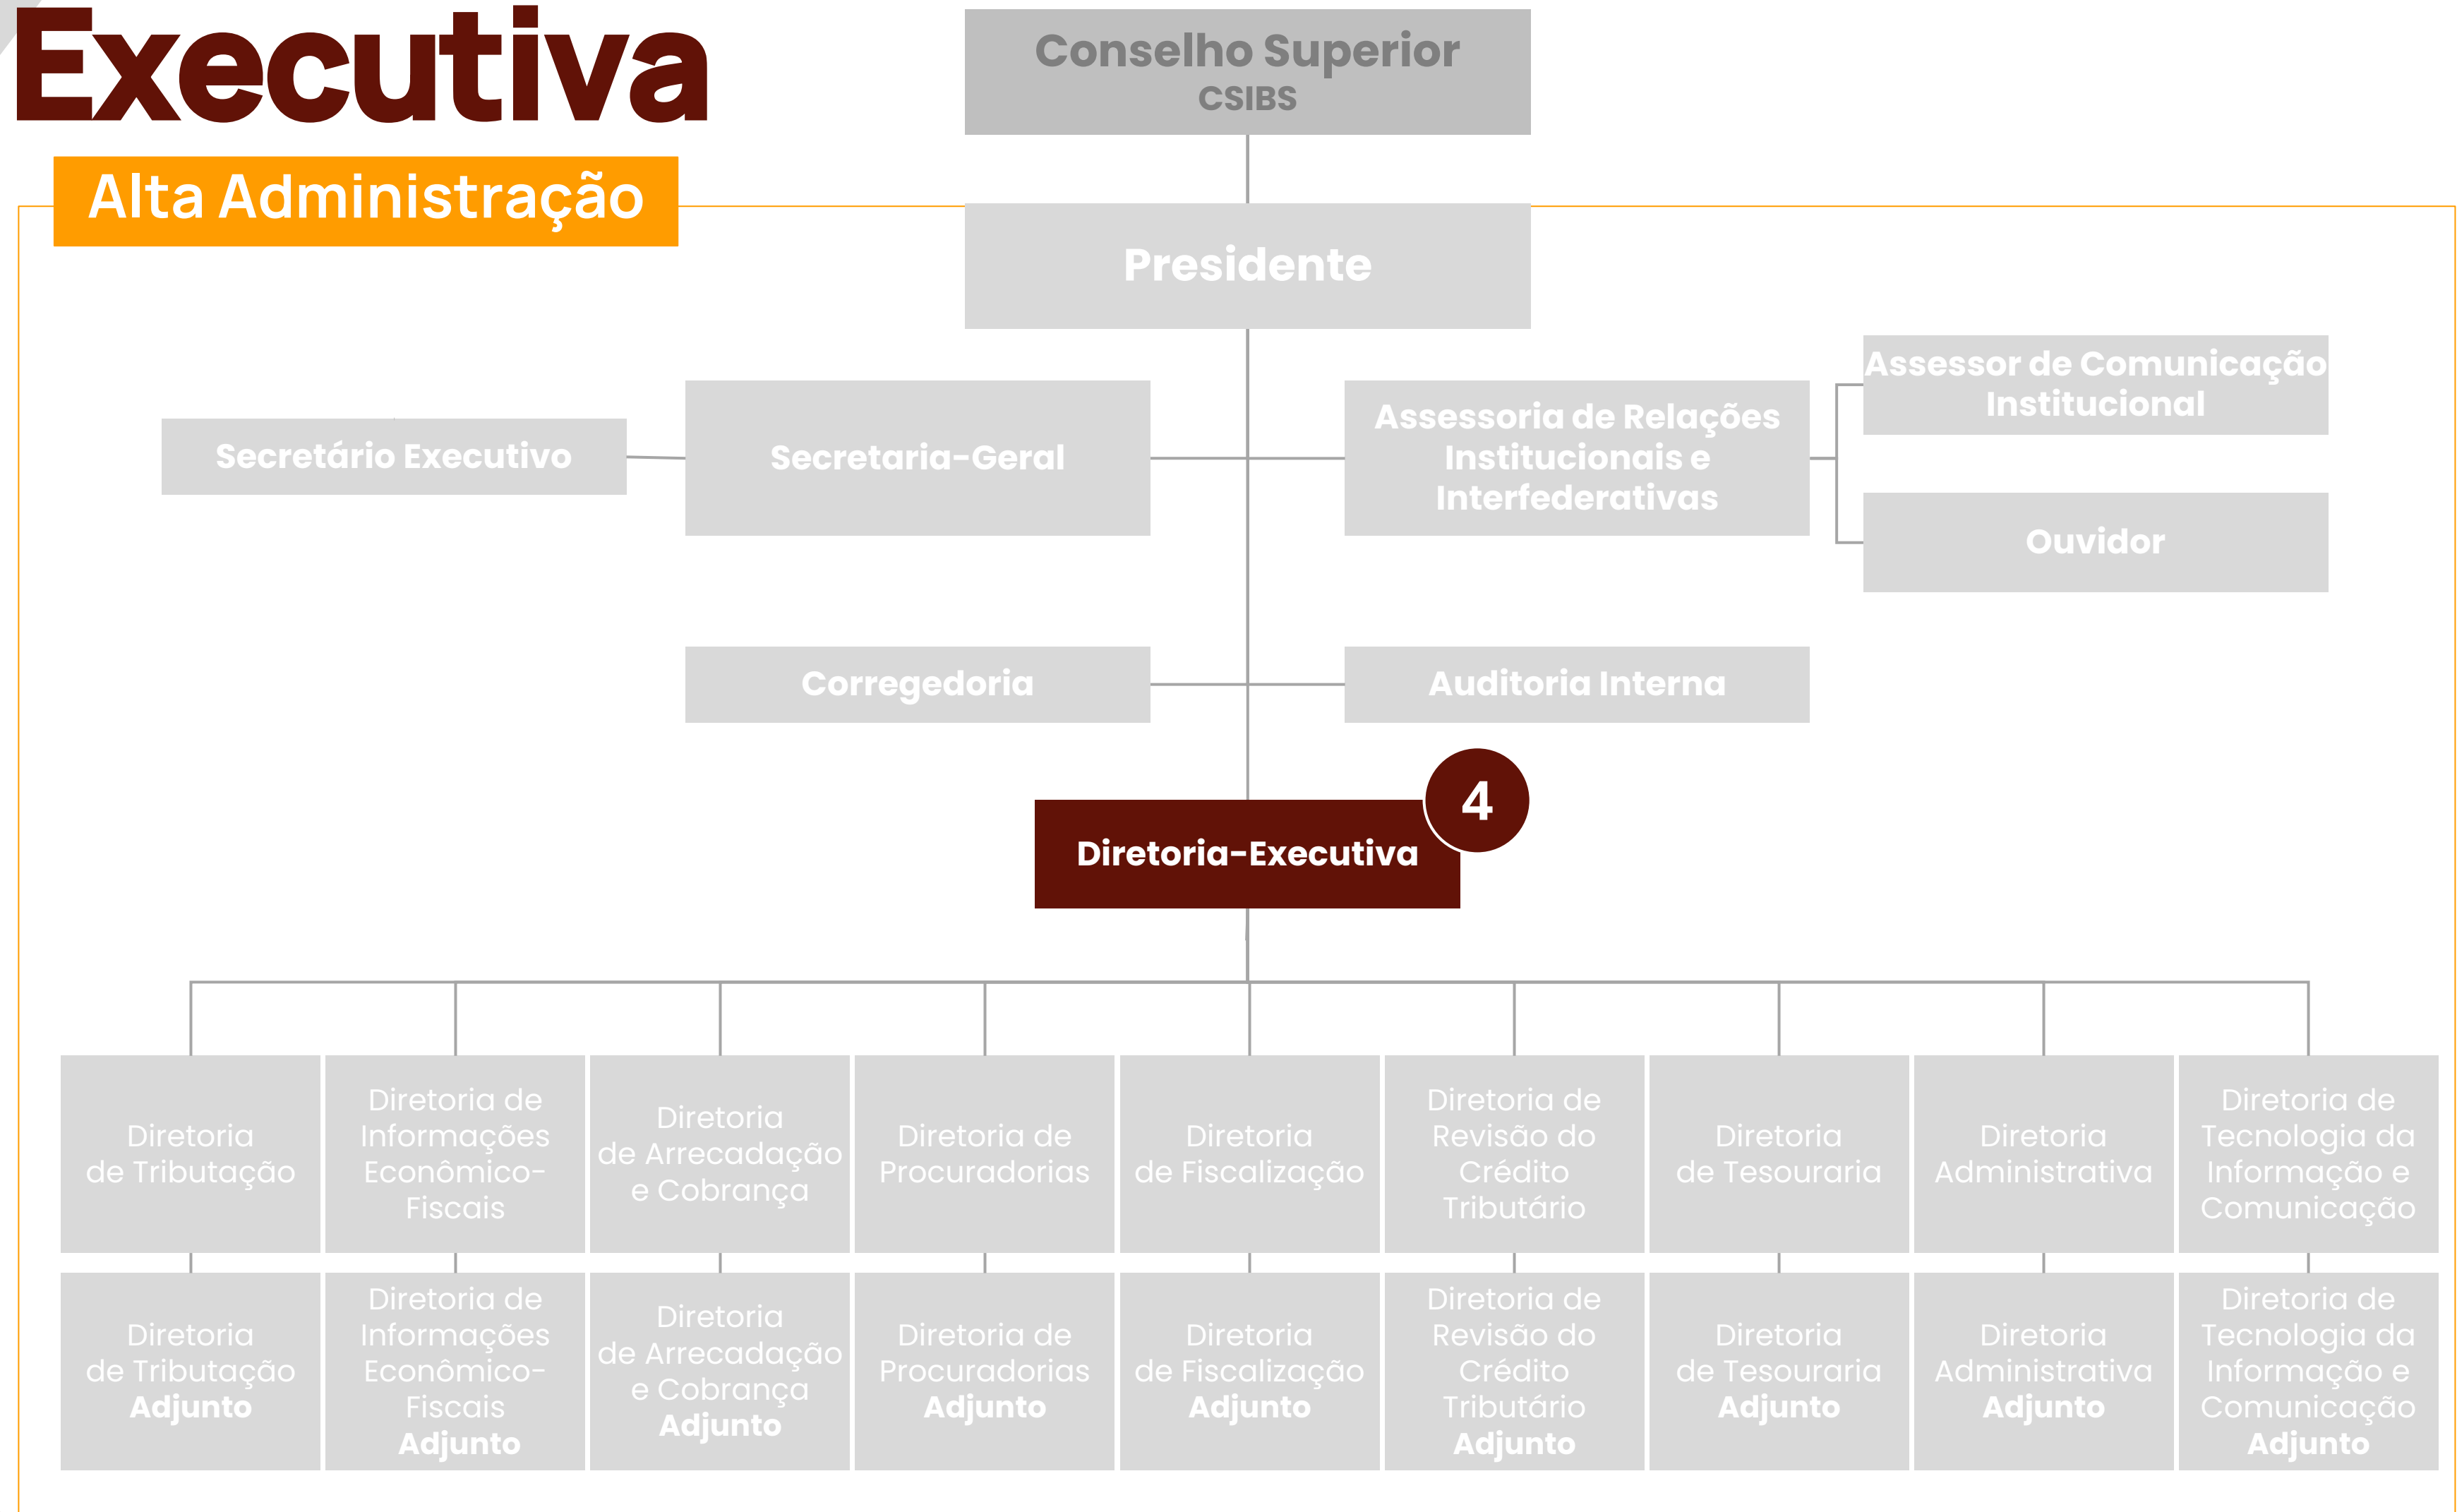 Executiva
Conselho Superior
CSIBS
Alta Administração
Presidente
Secretário Executivo
Secretaria-Geral
Assessoria de Relações
Institucionais e
Interfederativas
Assessor de Comunicação
Institucional
Ouvidor
Corregedoria
Auditoria Interna
4
Diretoria-Executiva
Diretoria
de Tributação
Diretoria de
Informações
Econômico-
Fiscais
Diretoria
de Arrecadação
e Cobrança
Diretoria de
Procuradorias
Diretoria
de Fiscalização
Diretoria de
Revisão do
Crédito
Tributário
Diretoria
de Tesouraria
Diretoria
Administrativa
Diretoria de
Tecnologia da
Informação e
Comunicação
Diretoria
de Tributação
Adjunto
Diretoria de
Informações
Econômico-
Fiscais
Adjunto
Diretoria
de Arrecadação
e Cobrança
Adjunto
Diretoria de
Procuradorias
Adjunto
Diretoria
de Fiscalização
Adjunto
Diretoria de
Revisão do
Crédito
Tributário
Adjunto
Diretoria
de Tesouraria
Adjunto
Diretoria
Administrativa
Adjunto
Diretoria de
Tecnologia da
Informação e
Comunicação
Adjunto